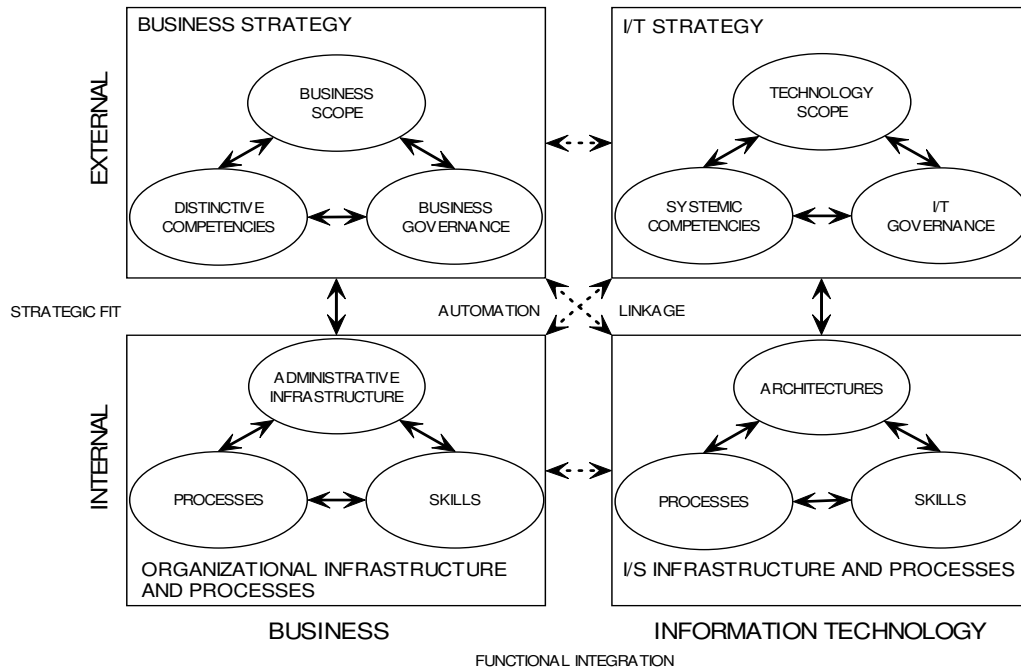 BUSINESS STRATEGY
I/T STRATEGY
EXTERNAL
BUSINESS
SCOPE
DISTINCTIVE
COMPETENCIES
BUSINESS
GOVERNANCE
TECHNOLOGY
SCOPE
SYSTEMIC
COMPETENCIES
I/T
GOVERNANCE
STRATEGIC FIT
AUTOMATION
LINKAGE
INTERNAL
ADMINISTRATIVE
INFRASTRUCTURE
PROCESSES
SKILLS
ORGANIZATIONAL INFRASTRUCTURE
AND PROCESSES
ARCHITECTURES
PROCESSES
SKILLS
I/S INFRASTRUCTURE AND PROCESSES
BUSINESS
INFORMATION TECHNOLOGY
FUNCTIONAL INTEGRATION